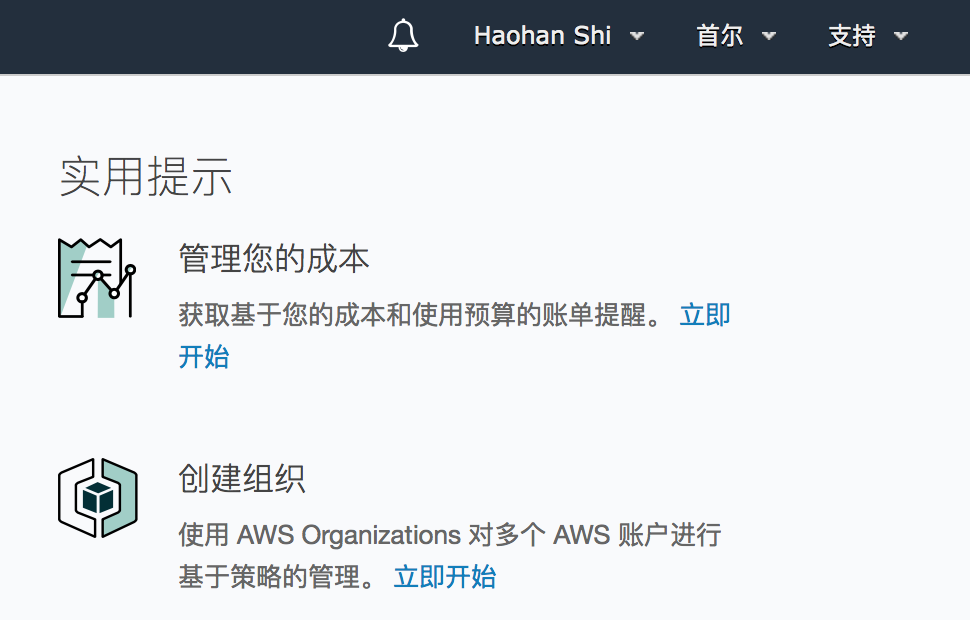 Haohan Shi 首尔 支持
实用提示
管理您的成本
获取基于您的成本和使用预算的账单提醒。 立即
开始
创建组织
使用 AWS Organizations 对多个 AWS 账户进行
基于策略的管理。 立即开始